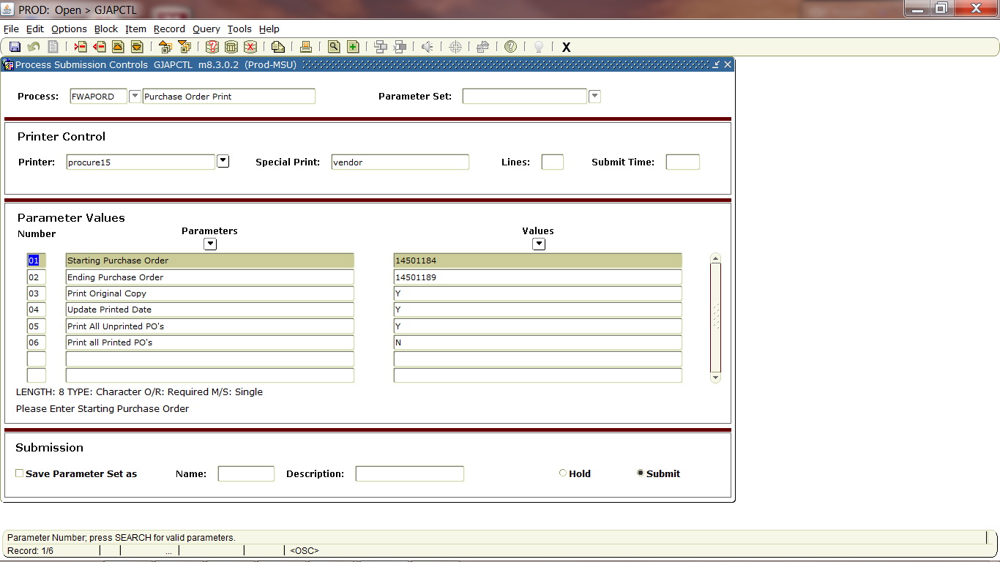 PROD: Open > GJAPCTL
File Edit Options Block Item Record Query Tools Help
Process Submission Controls GJAPCTL m8.3.0.2 (Prod-MSU)
Process: FWAPORD Purchase Order Print Parameter Set:
Printer Control
Printer: procure15 Special Print: vendor Lines: Submit Time:
Parameter Values
Number Parameters Values
01 Starting Purchase Order 14501184
02 Ending Purchase Order 14501189
03 Print Original Copy Y
04 Update Printed Date Y
05 Print All Unprinted PO's Y
06 Print all Printed PO's N
LENGTH: 8 TYPE: Character O/R: Required M/S: Single
Please Enter Starting Purchase Order
Submission
Save Parameter Set as Name: Description: Hold Submit
Parameter Number; press SEARCH for valid parameters.
Record: 1/6 ... <OSC>